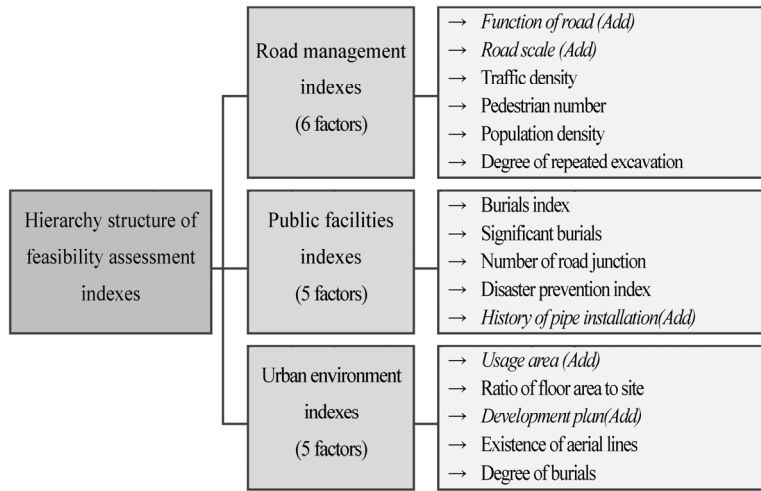 Hierarchy structure of
feasibility assessment
indexes
Road management
indexes
(6 factors)
→ Function of road (Add)
→ Road scale (Add)
→ Traffic density
→ Pedestrian number
→ Population density
→ Degree of repeated excavation
Public facilities
indexes
(5 factors)
→ Burials index
→ Significant burials
→ Number of road junction
→ Disaster prevention index
→ History of pipe installation(Add)
Urban environment
indexes
(5 factors)
→ Usage area (Add)
→ Ratio of floor area to site
→ Development plan(Add)
→ Existence of aerial lines
→ Degree of burials